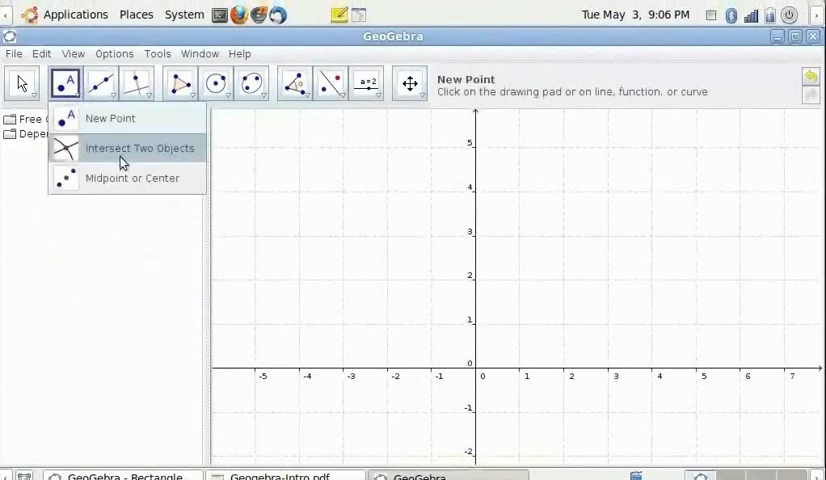 Applications Places System Tue May 3, 9:06 PM
GeoGebra
File Edit View Options Tools Window Help
A a=2 New Point
Click on the drawing pad or on line, function, or curve
Free
Depe
A New Point
Intersect Two Objects
Midpoint or Center
5
4
3
2
1
0
-5 -4 -3 -2 -1 0 1 2 3 4 5 6 7
-1
-2
GeoGebra - Rectangle Geogebra-Intro.pdf GeoGebra